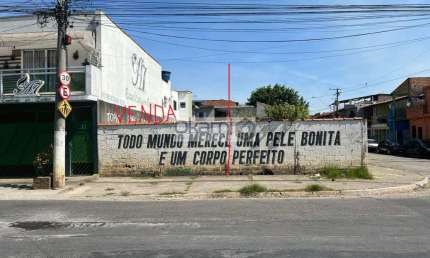 30
E
VENDA
TODO MUNDO MERECE UMA PELE BONITA
E UM CORPO PERFEITO